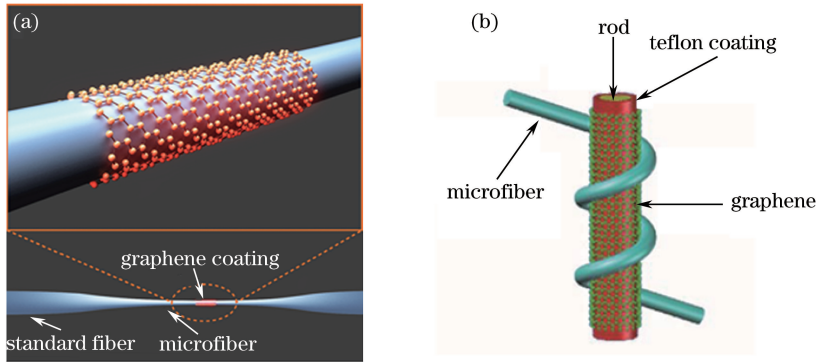 (a)
graphene coating
standard fiber
microfiber
(b)
rod
teflon coating
microfiber
graphene